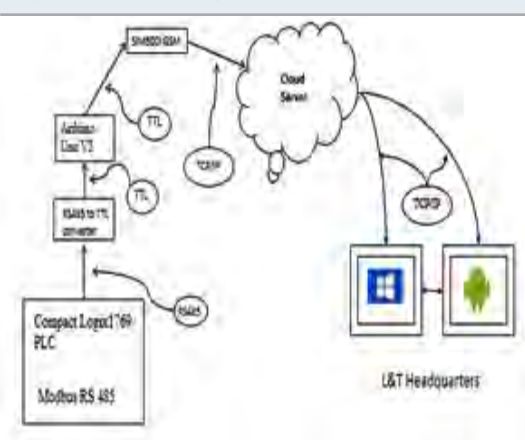 SIM800 GSM
Cloud
Server
TTL
Arduino
Uno V3
TCP/IP
TTL
TCP/IP
RS485 to TTL
converter
RS485
Compact Logix1769
PLC
Modbus RS 485
L&T Headquarters